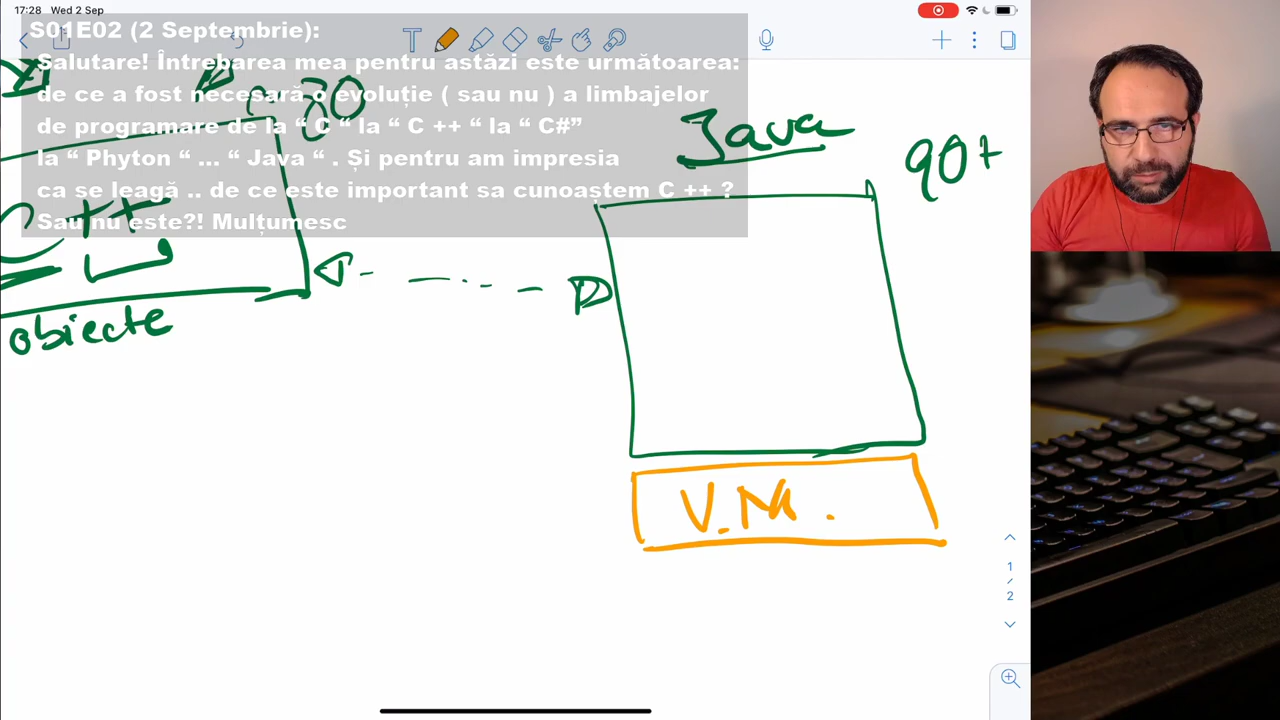 17:28 Wed 2 Sep
S01E02 (2 Septembrie):
Salutare! Întrebarea mea pentru astăzi este următoarea:
de ce a fost necesară o evoluție ( sau nu ) a limbajelor
de programare de la “ C “ la “ C ++ “ la “ C#”
la “ Phyton “ ... “ Java “ . Și pentru am impresia
ca se leagă .. de ce este important sa cunoaștem C ++ ?
Sau nu este?! Mulțumesc
80
Java
90+
C++
obiecte
V.M.
1
/
2